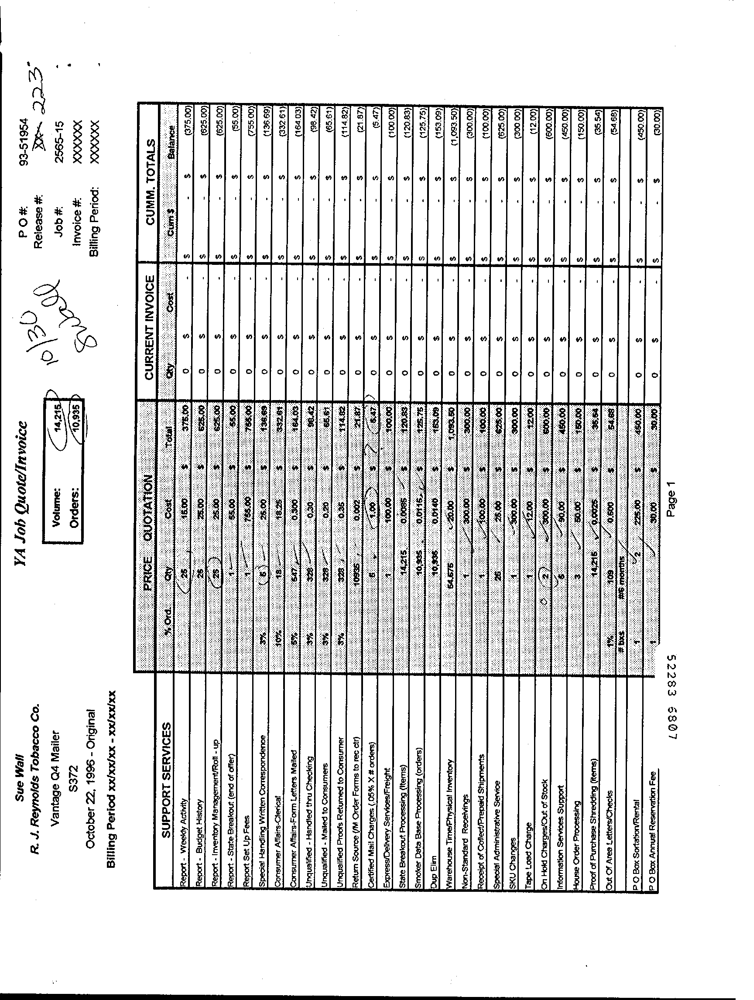 YA Job Quote/Invoice
Sue Wall
R. J. Reynolds Tobacco Co.
Vantage Q4 Mailer
S372
October 22, 1996 - Original
Billing Period xx/xx/xx - xx/xx/xx
Volume: 14,215
Orders: 10,935
10/30
P O #: 93-51954
Release #: 223
Job #: 2565-15
Invoice #: XXXXXX
Billing Period: XXXXXX
PRICE QUOTATION CURRENT INVOICE CUMM. TOTALS
SUPPORT SERVICES % Ord. Qty Cost Total Qty Cost Cum $ Balance
Report - Weekly Activity 25 15.00 $ 375.00 0 $ - $ - $ (375.00)
Report - Budget History 25 25.00 $ 625.00 0 $ - $ - $ (625.00)
Report - Inventory Management/Roll - up 25 25.00 $ 625.00 0 $ - $ - $ (625.00)
Report - State Breakout (end of offer) 1 55.00 $ 55.00 0 $ - $ - $ (55.00)
Report Set Up Fees 1 755.00 $ 755.00 0 $ - $ - $ (755.00)
Special Handling Written Correspondence 3% 5 25.00 $ 136.69 0 $ - $ - $ (136.69)
Consumer Affairs-Clerical 10% 18 18.25 $ 332.61 0 $ - $ - $ (332.61)
Consumer Affairs-Form Letters Mailed 5% 547 0.300 $ 164.03 0 $ - $ - $ (164.03)
Unqualified - Handled thru Checking 3% 328 0.30 $ 98.42 0 $ - $ - $ (98.42)
Unqualified - Mailed to Consumers 3% 328 0.20 $ 65.61 0 $ - $ - $ (65.61)
Unqualified Proofs Returned to Consumer 3% 328 0.35 $ 114.82 0 $ - $ - $ (114.82)
Return Source (/M Order Forms to rec ctr) 10935 0.002 $ 21.87 0 $ - $ - $ (21.87)
Certified Mail Charges (.05% X # orders) 5 1.00 $ 5.47 0 $ - $ - $ (5.47)
Express/Delivery Services/Freight 1 100.00 $ 100.00 0 $ - $ - $ (100.00)
State Breakout Processing (Items) 14,215 0.0085 $ 120.83 0 $ - $ - $ (120.83)
Smoker Data Base Processing (orders) 10,935 0.0115 $ 125.75 0 $ - $ - $ (125.75)
Dup Elim 10,935 0.0140 $ 153.09 0 $ - $ - $ (153.09)
Warehouse Time/Physical Inventory 54.675 20.00 $ 1,093.50 0 $ - $ - $ (1,093.50)
Non-Standard Receivings 1 300.00 $ 300.00 0 $ - $ - $ (300.00)
Receipt of Collect/Prepaid Shipments 1 100.00 $ 100.00 0 $ - $ - $ (100.00)
Special Administrative Service 25 25.00 $ 625.00 0 $ - $ - $ (625.00)
SKU Changes 1 300.00 $ 300.00 0 $ - $ - $ (300.00)
Tape Load Charge 1 12.00 $ 12.00 0 $ - $ - $ (12.00)
On Hold Charges/Out of Stock 2 300.00 $ 600.00 0 $ - $ - $ (600.00)
Information Services Support 5 90.00 $ 450.00 0 $ - $ - $ (450.00)
House Order Processing 3 50.00 $ 150.00 0 $ - $ - $ (150.00)
Proof of Purchase Shredding (items) 14,215 0.0025 $ 35.54 0 $ - $ - $ (35.54)
Out Of Area Letters/Checks 1% 109 0.500 $ 54.68 0 $ - $ - $ (54.68)
# bxs #/6 months
P O Box Sortation/Rental 1 2 225.00 $ 450.00 0 $ - $ - $ (450.00)
P O Box Annual Reservation Fee 1 30.00 $ 30.00 0 $ - $ - $ (30.00)
Page 1
52283 6807